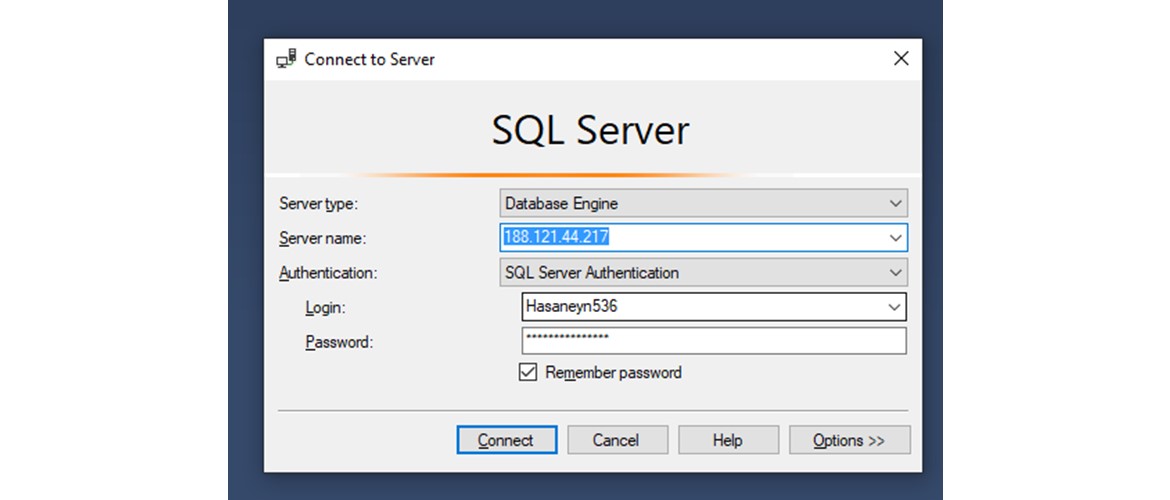 Connect to Server
SQL Server
Server type: Database Engine
Server name: 188.121.44.217
Authentication: SQL Server Authentication
Login: Hasaneyn536
Password: ***************
Remember password
Connect Cancel Help Options >>